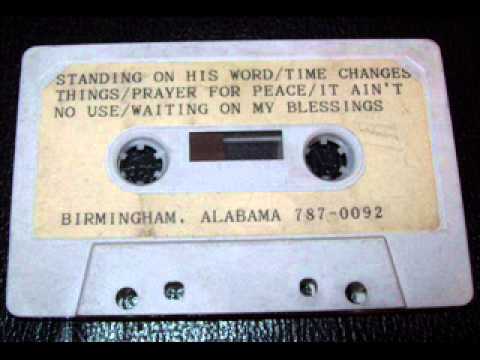 STANDING ON HIS WORD/TIME CHANGES
THINGS/PRAYER FOR PEACE/IT AIN'T
NO USE/WAITING ON MY BLESSINGS
BIRMINGHAM, ALABAMA 787-0092